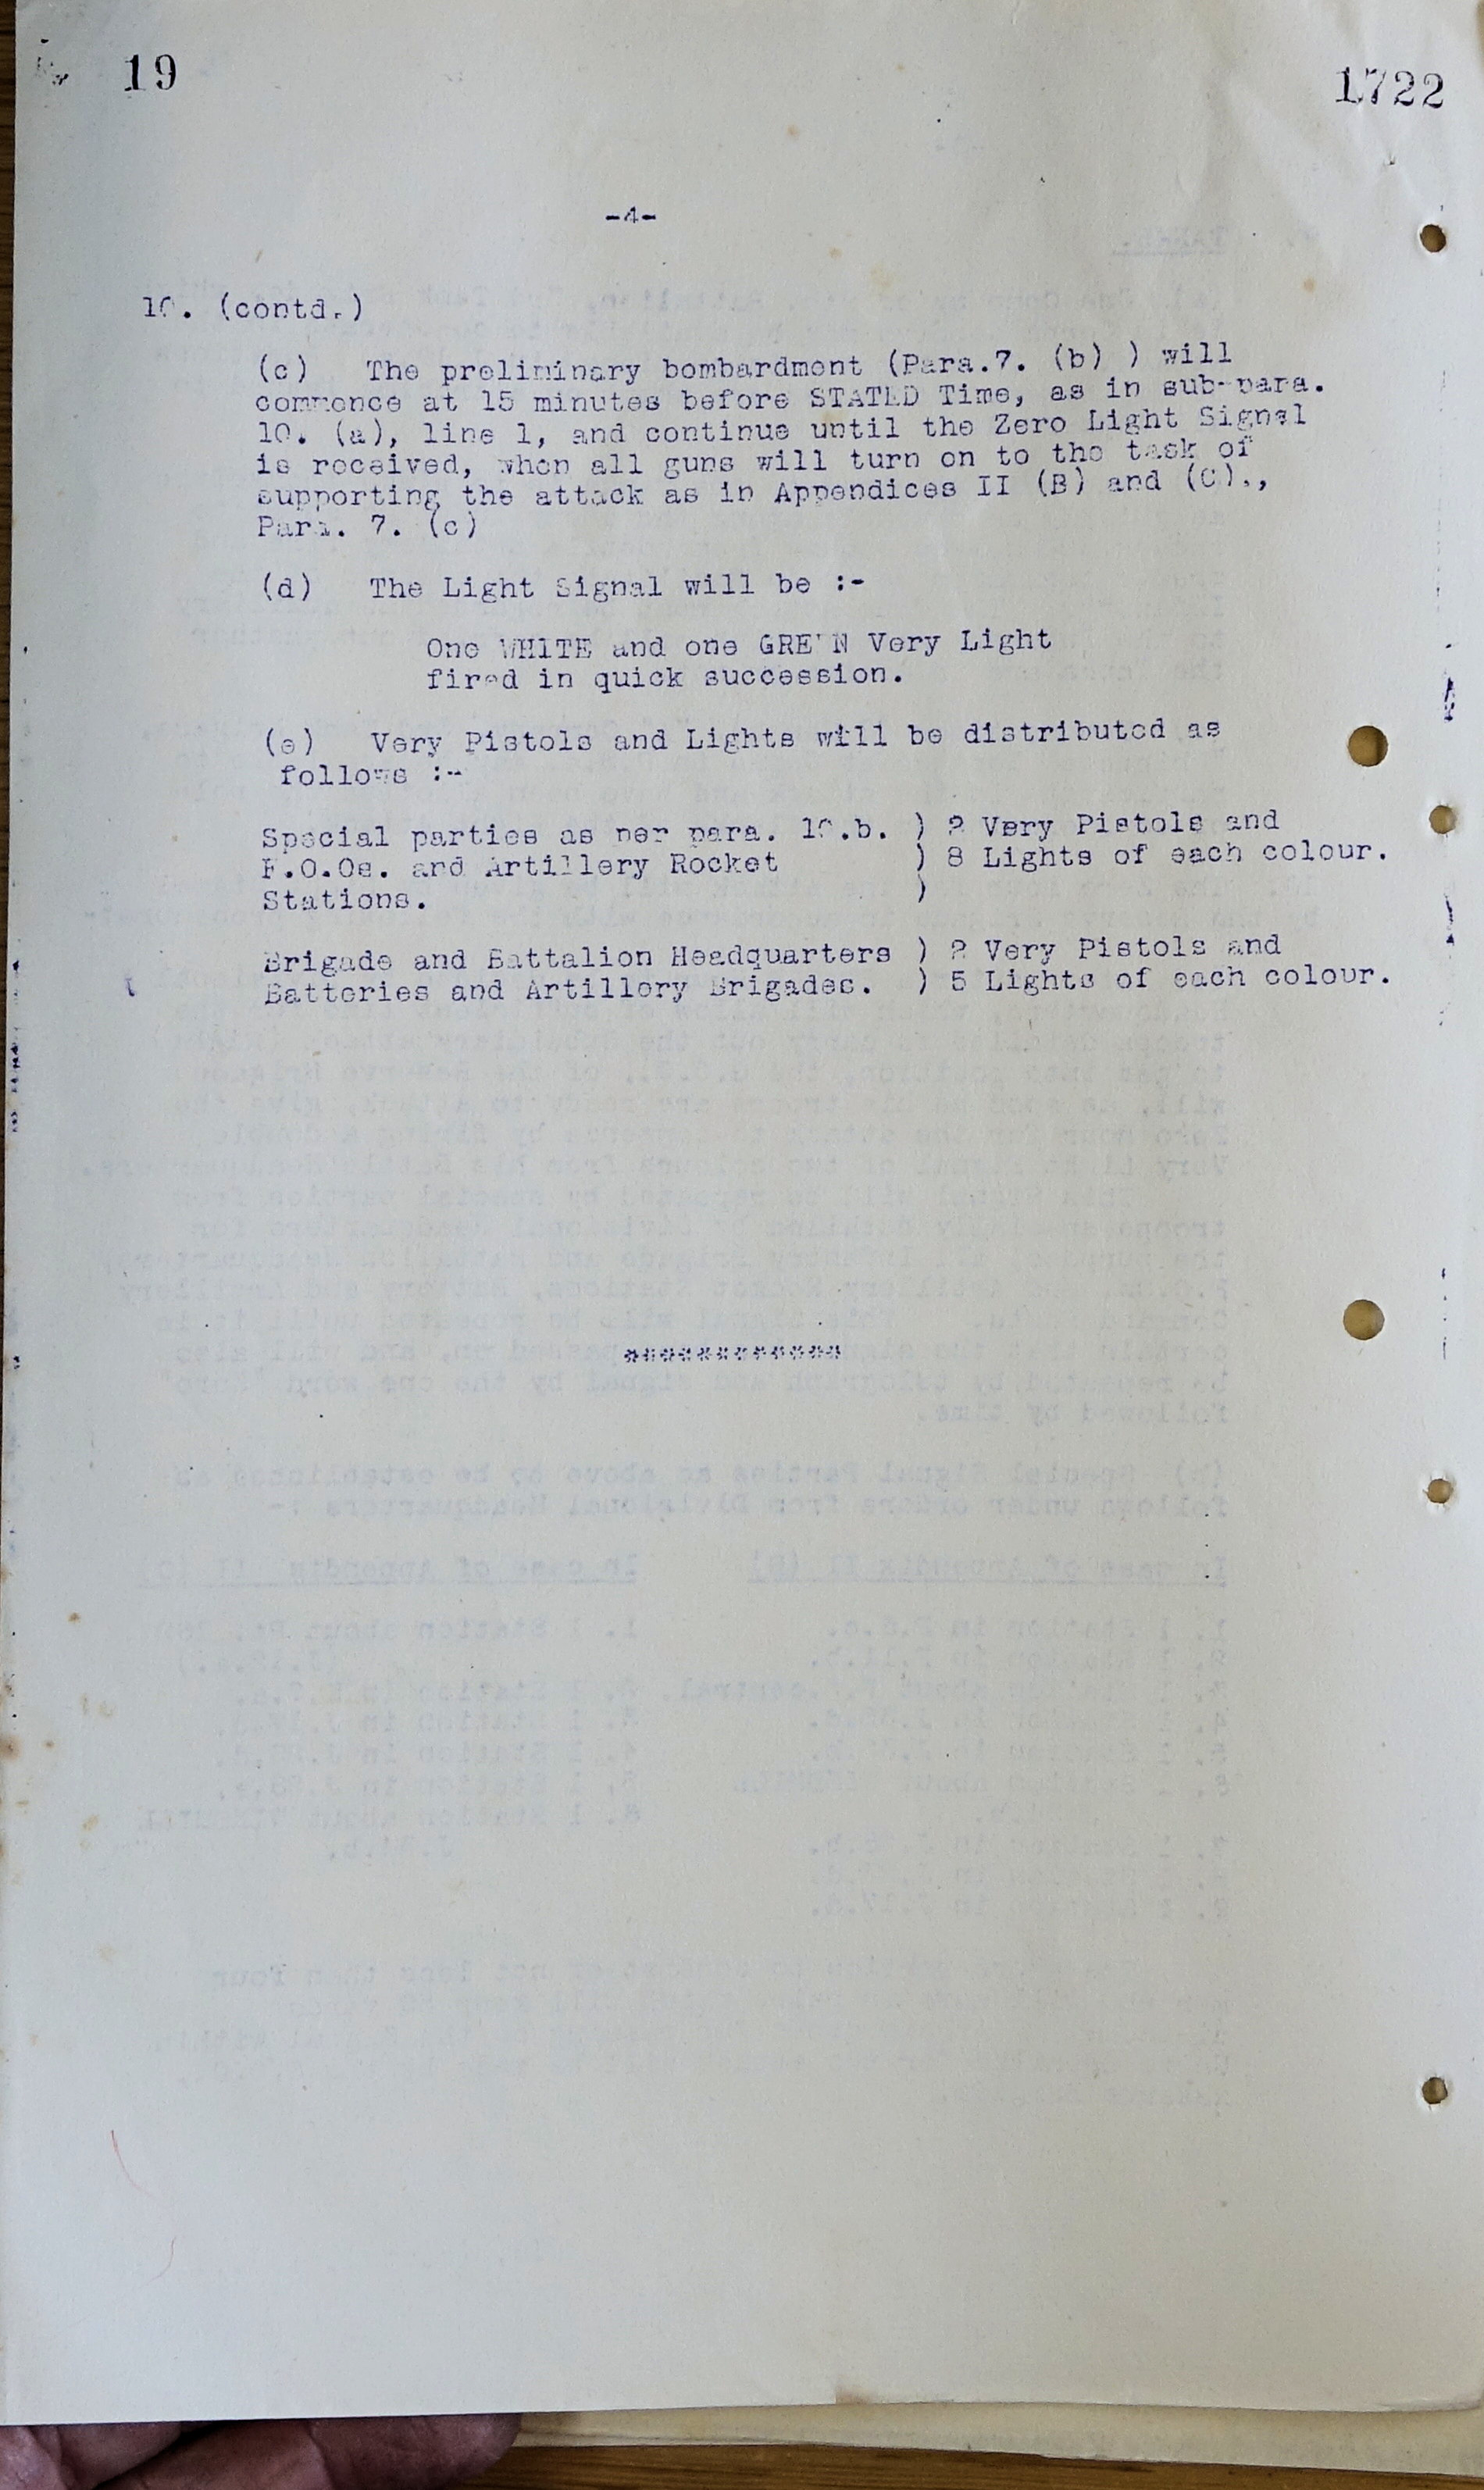 19
1722
-4-
10. (contd.)
(c) The preliminary bombardment (Para.7. (b) ) will
commence at 15 minutes before STATED Time, as in sub-para.
10. (a), line 1, and continue until the Zero Light Signal
is received, when all guns will turn on to the task of
supporting the attack as in Appendices II (B) and (C).,
Para. 7. (c)
(d) The Light Signal will be :-
One WHITE and one GREEN Very Light
fired in quick succession.
(e) Very Pistols and Lights will be distributed as
follows :-
Special parties as per para. 10.b. ) 2 Very Pistols and
F.O.Os. and Artillery Rocket ) 8 Lights of each colour.
Stations. )
Brigade and Battalion Headquarters ) 2 Very Pistols and
Batteries and Artillery Brigades. ) 5 Lights of each colour.
************